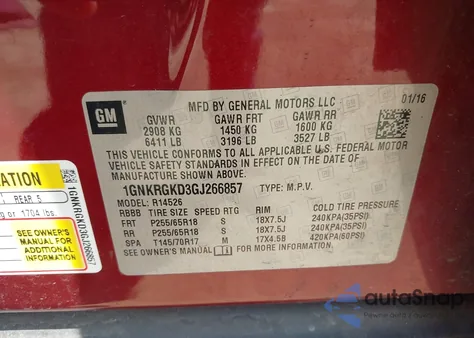 GM
MFD BY GENERAL MOTORS LLC
01/16
GVWR GAWR FRT GAWR RR
2908 KG 1450 KG 1600 KG
6411 LB 3196 LB 3527 LB
THIS VEHICLE CONFORMS TO ALL APPLICABLE U.S. FEDERAL MOTOR
VEHICLE SAFETY STANDARDS IN EFFECT ON THE DATE OF
MANUFACTURE SHOWN ABOVE.
1GNKRGKD3GJ266857 TYPE: M.P.V.
MODEL: R14526
RBBB TIRE SIZE SPEED RTG RIM COLD TIRE PRESSURE
FRT P255/65R18 S 18X7.5J 240KPA(35PSI)
RR P255/65R18 S 18X7.5J 240KPA(35PSI)
SPA T145/70R17 M 17X4.5B 420KPA(60PSI)
SEE OWNER'S MANUAL FOR ADDITIONAL INFORMATION
REAR 5
1704 lbs
SEE OWNER'S
MANUAL FOR
ADDITIONAL
INFORMATION
1GNKRGKD3GJ266857
autoSnap